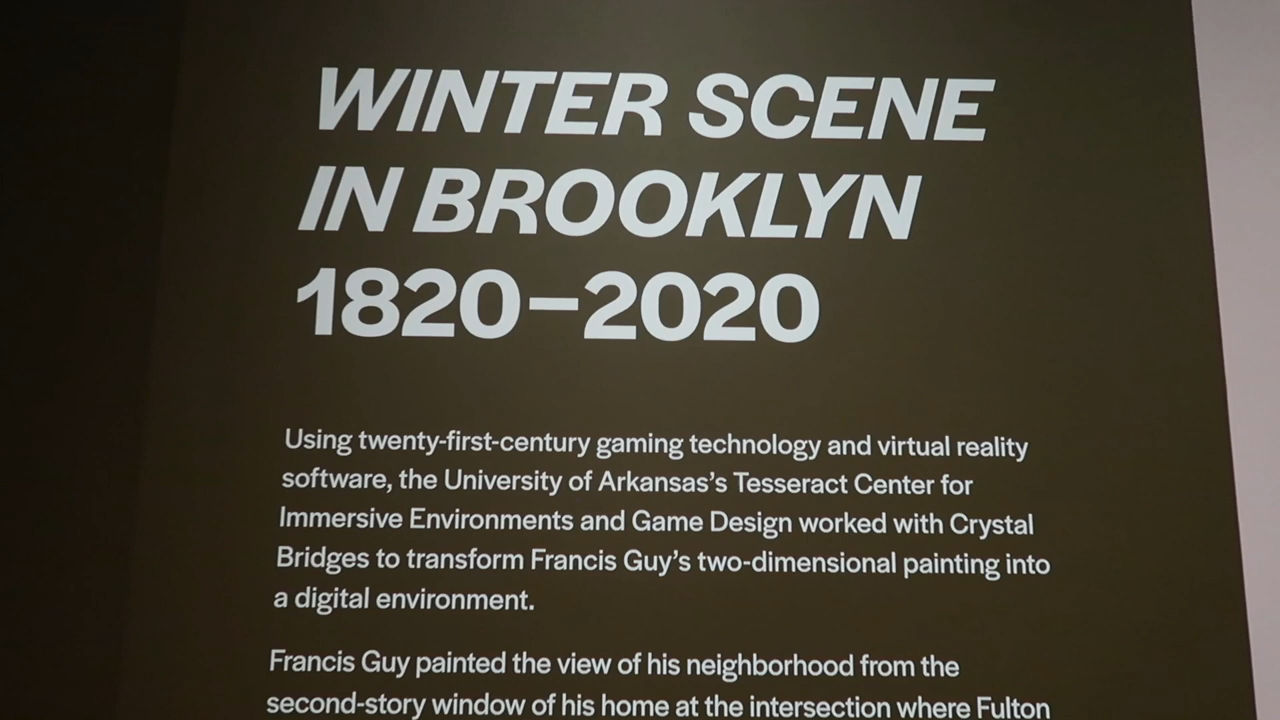 WINTER SCENE
IN BROOKLYN
1820–2020
Using twenty-first-century gaming technology and virtual reality
software, the University of Arkansas’s Tesseract Center for
Immersive Environments and Game Design worked with Crystal
Bridges to transform Francis Guy’s two-dimensional painting into
a digital environment.
Francis Guy painted the view of his neighborhood from the
second-story window of his home at the intersection where Fulton